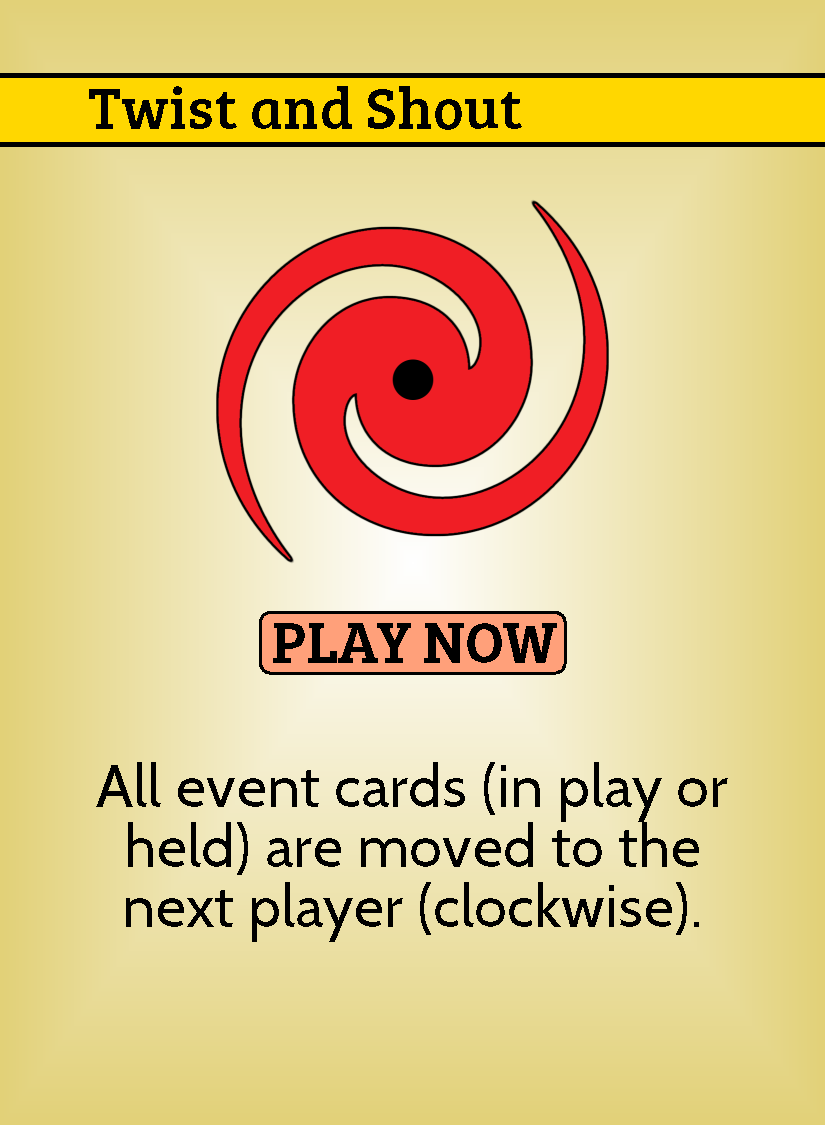 Twist and Shout
PLAY NOW
All event cards (in play or
held) are moved to the
next player (clockwise).